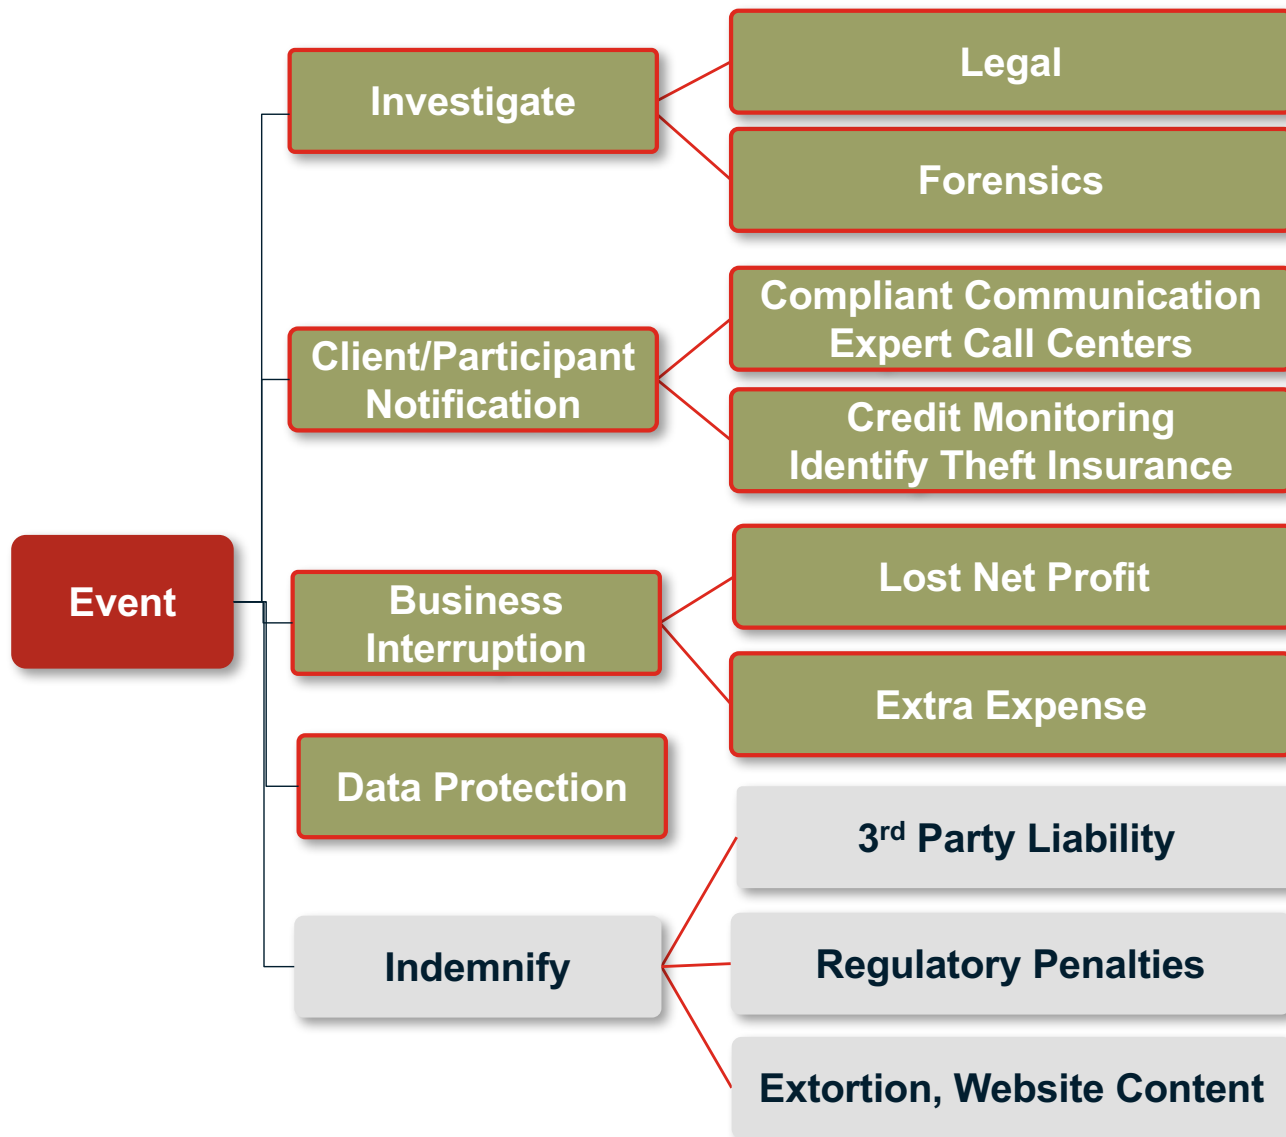 Investigate
Legal
Forensics
Client/Participant
Notification
Compliant Communication
Expert Call Centers
Credit Monitoring
Identify Theft Insurance
Event
Business
Interruption
Lost Net Profit
Extra Expense
Data Protection
Indemnify
3rd Party Liability
Regulatory Penalties
Extortion, Website Content